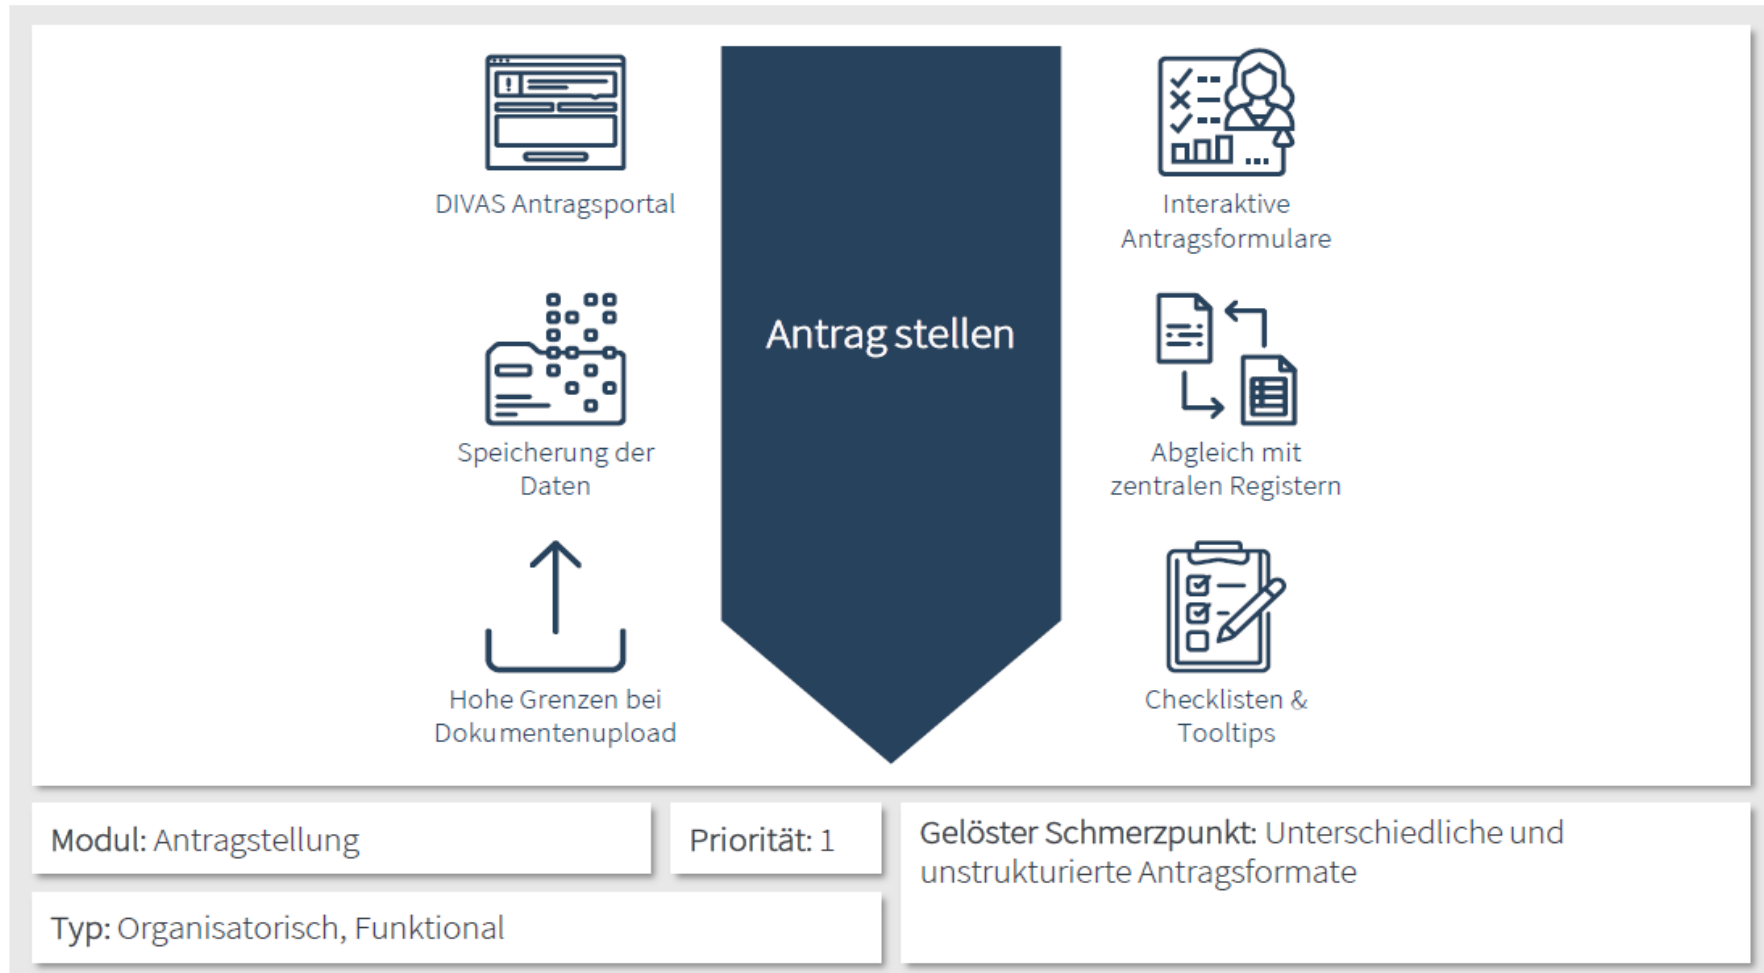 DIVAS Antragsportal
Speicherung der
Daten
Hohe Grenzen bei
Dokumentenupload
Antrag stellen
Interaktive
Antragsformulare
Abgleich mit
zentralen Registern
Checklisten &
Tooltips
Modul: Antragstellung
Priorität: 1
Gelöster Schmerzpunkt: Unterschiedliche und
unstrukturierte Antragsformate
Typ: Organisatorisch, Funktional